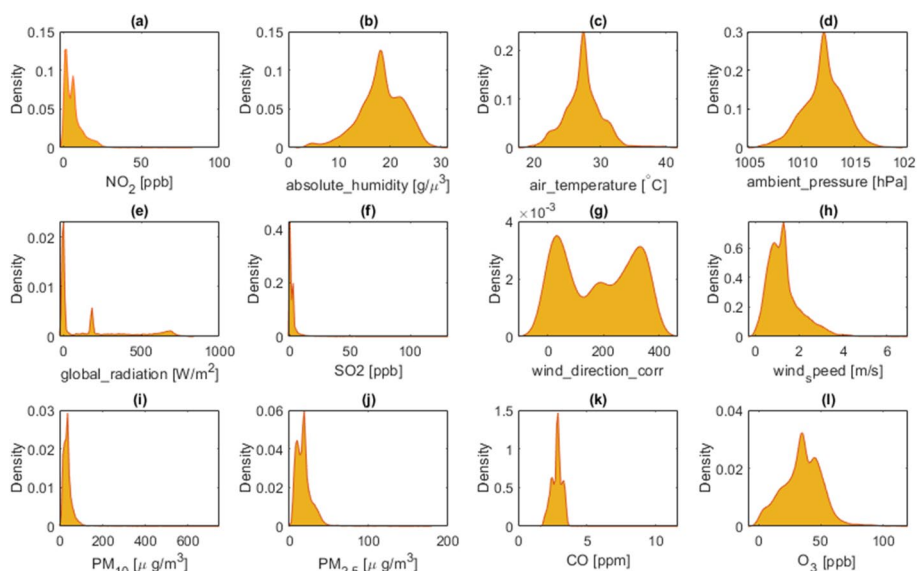 (a)
0.15
0.1
0.05
0
Density
0 50 100
NO2 [ppb]
(b)
0.15
0.1
0.05
0
Density
0 10 20 30
absolute_humidity [g/μ3]
(c)
0.2
0.1
0
Density
20 30 40
air_temperature [°C]
(d)
0.3
0.2
0.1
0
Density
1005 1010 1015 102
ambient_pressure [hPa]
(e)
0.02
0.01
0
Density
0 500 1000
global_radiation [W/m2]
(f)
0.4
0.2
0
Density
0 50 100
SO2 [ppb]
(g)
×10-3
4
2
0
Density
0 200 400
wind_direction_corr
(h)
0.6
0.4
0.2
0
Density
0 2 4 6
windspeed [m/s]
(i)
0.03
0.02
0.01
0
Density
0 200 400 600
PM10 [μ g/m3]
(j)
0.06
0.04
0.02
0
Density
0 100 200
PM2.5 [μ g/m3]
(k)
1.5
1
0.5
0
Density
0 5 10
CO [ppm]
(l)
0.04
0.02
0
Density
0 50 100
O3 [ppb]